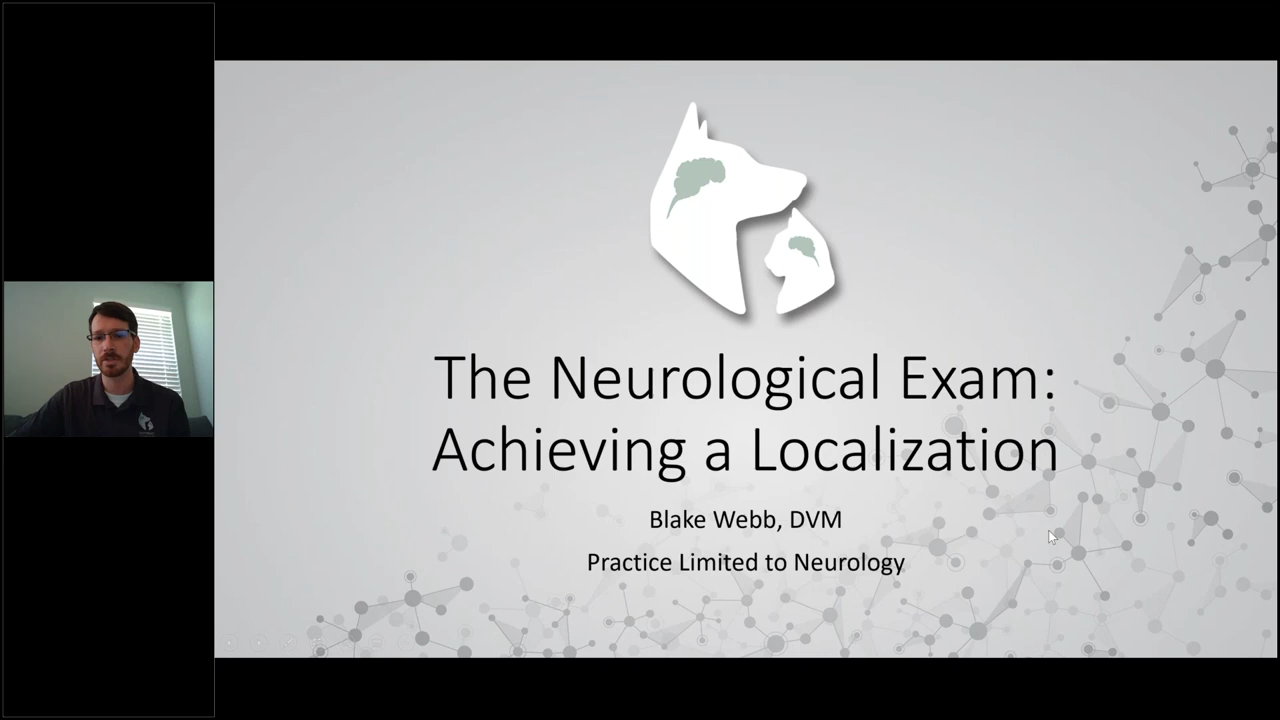 The Neurological Exam:
Achieving a Localization
Blake Webb, DVM
Practice Limited to Neurology